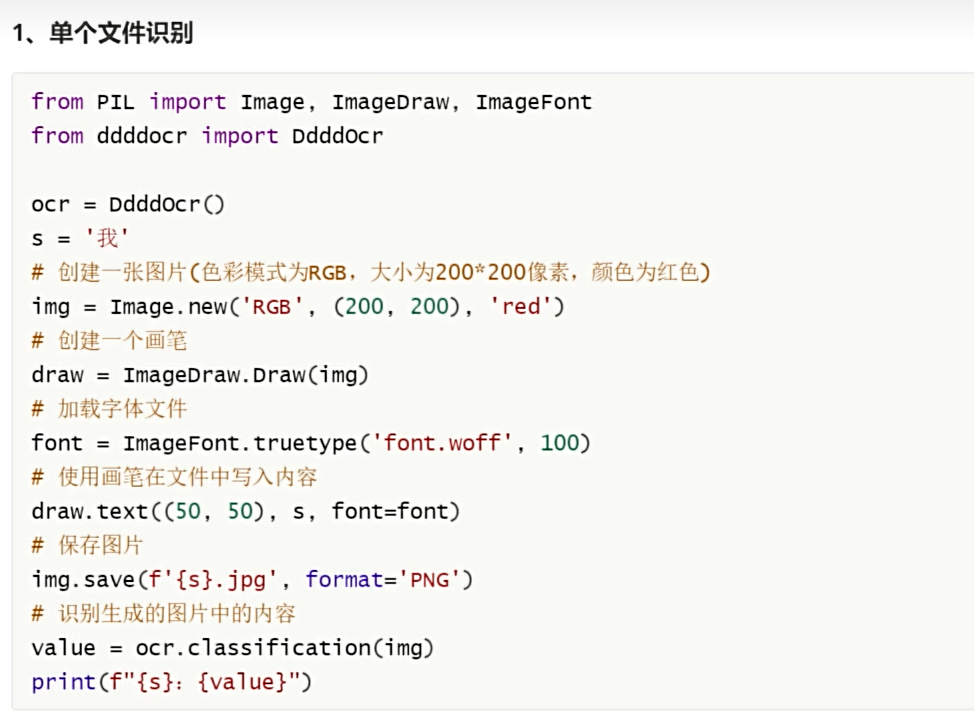 1、单个文件识别
from PIL import Image, ImageDraw, ImageFont
from ddddocr import DdddOcr
ocr = DdddOcr()
s = '我'
# 创建一张图片(色彩模式为RGB，大小为200*200像素，颜色为红色)
img = Image.new('RGB', (200, 200), 'red')
# 创建一个画笔
draw = ImageDraw.Draw(img)
# 加载字体文件
font = ImageFont.truetype('font.woff', 100)
# 使用画笔在文件中写入内容
draw.text((50, 50), s, font=font)
# 保存图片
img.save(f'{s}.jpg', format='PNG')
# 识别生成的图片中的内容
value = ocr.classification(img)
print(f"{s}：{value}")